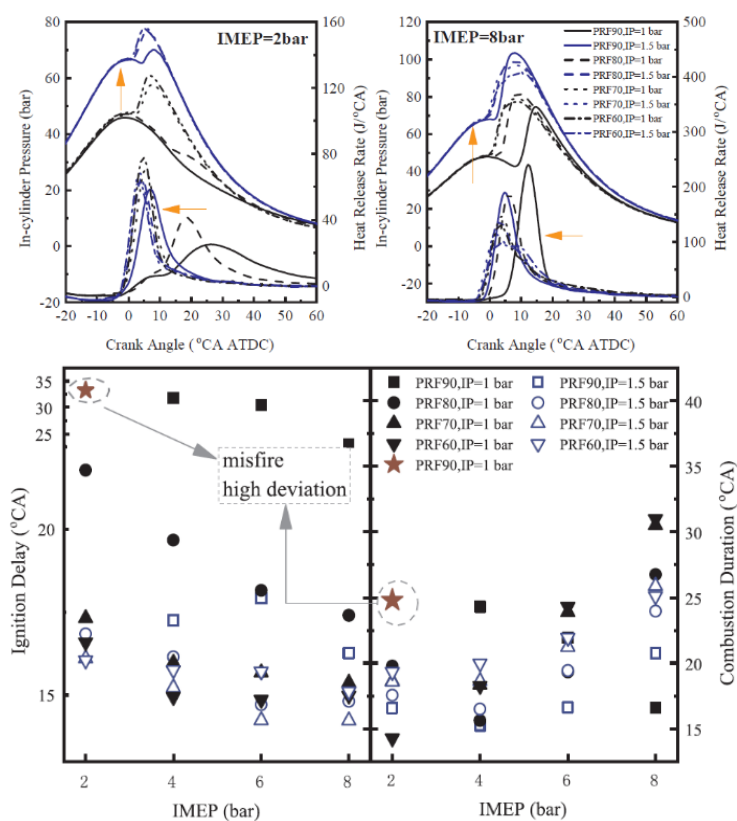 IMEP=2bar
80
60
40
20
0
-20
In-cylinder Pressure (bar)
160
120
80
40
0
Heat Release Rate (J/°CA)
-20 -10 0 10 20 30 40 50 60
Crank Angle (°CA ATDC)
IMEP=8bar
PRF90,IP=1 bar
PRF90,IP=1.5 bar
PRF80,IP=1 bar
PRF80,IP=1.5 bar
PRF70,IP=1 bar
PRF70,IP=1.5 bar
PRF60,IP=1 bar
PRF60,IP=1.5 bar
120
100
80
60
40
20
0
-20
In-cylinder Pressure (bar)
500
400
300
200
100
0
Heat Release Rate (J/°CA)
-20 -10 0 10 20 30 40 50 60
Crank Angle (°CA ATDC)
35
30
25
20
15
Ignition Delay (°CA)
misfire
high deviation
2 4 6 8
IMEP (bar)
PRF90,IP=1 bar PRF90,IP=1.5 bar
PRF80,IP=1 bar PRF80,IP=1.5 bar
PRF70,IP=1 bar PRF70,IP=1.5 bar
PRF60,IP=1 bar PRF60,IP=1.5 bar
PRF90,IP=1 bar
40
35
30
25
20
15
Combustion Duration (°CA)
2 4 6 8
IMEP (bar)